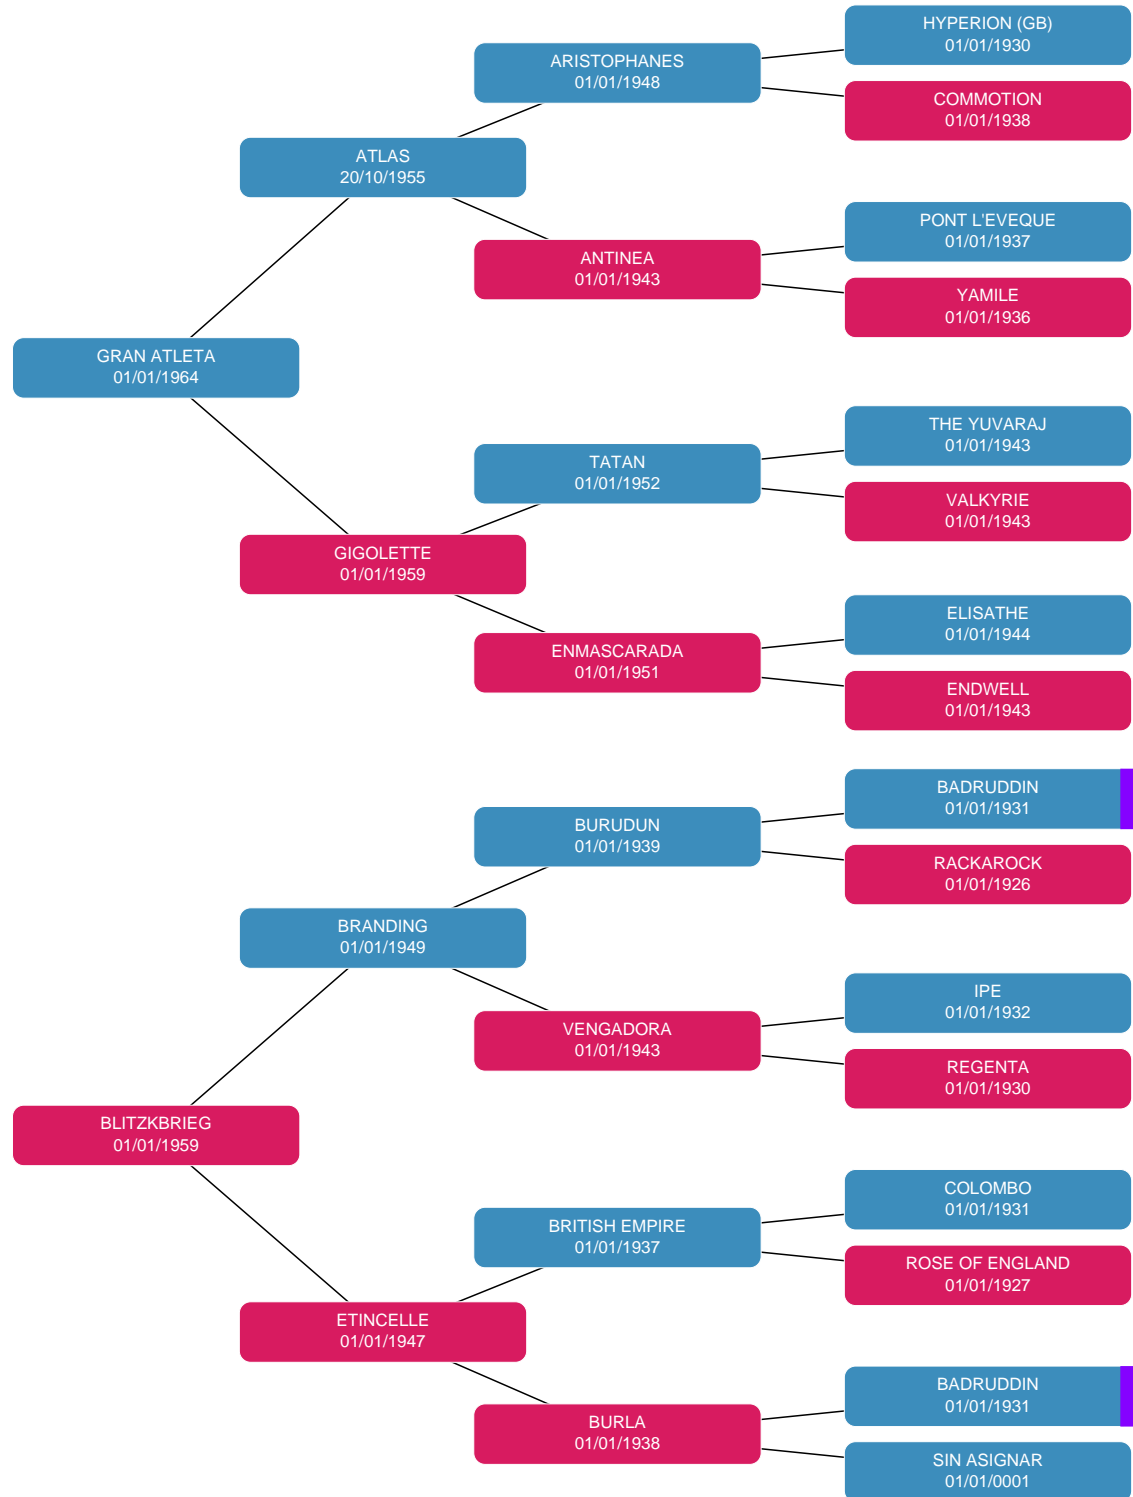 HYPERION (GB)
01/01/1930
ARISTOPHANES
01/01/1948
COMMOTION
01/01/1938
ATLAS
20/10/1955
PONT L'EVEQUE
01/01/1937
ANTINEA
01/01/1943
YAMILE
01/01/1936
GRAN ATLETA
01/01/1964
THE YUVARAJ
01/01/1943
TATAN
01/01/1952
VALKYRIE
01/01/1943
GIGOLETTE
01/01/1959
ELISATHE
01/01/1944
ENMASCARADA
01/01/1951
ENDWELL
01/01/1943
BADRUDDIN
01/01/1931
BURUDUN
01/01/1939
RACKAROCK
01/01/1926
BRANDING
01/01/1949
IPE
01/01/1932
VENGADORA
01/01/1943
REGENTA
01/01/1930
BLITZKBRIEG
01/01/1959
COLOMBO
01/01/1931
BRITISH EMPIRE
01/01/1937
ROSE OF ENGLAND
01/01/1927
ETINCELLE
01/01/1947
BADRUDDIN
01/01/1931
BURLA
01/01/1938
SIN ASIGNAR
01/01/0001